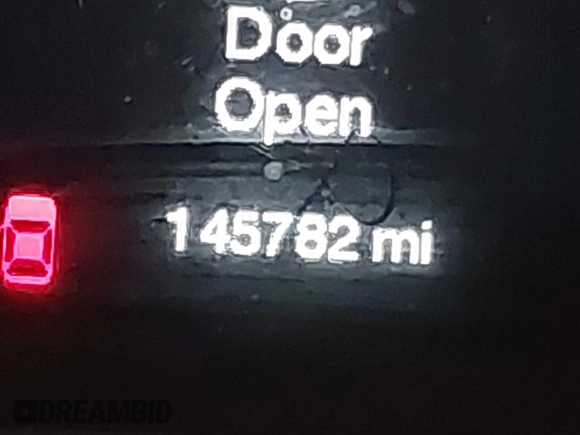 Door
Open
145782 mi
DREAMBID